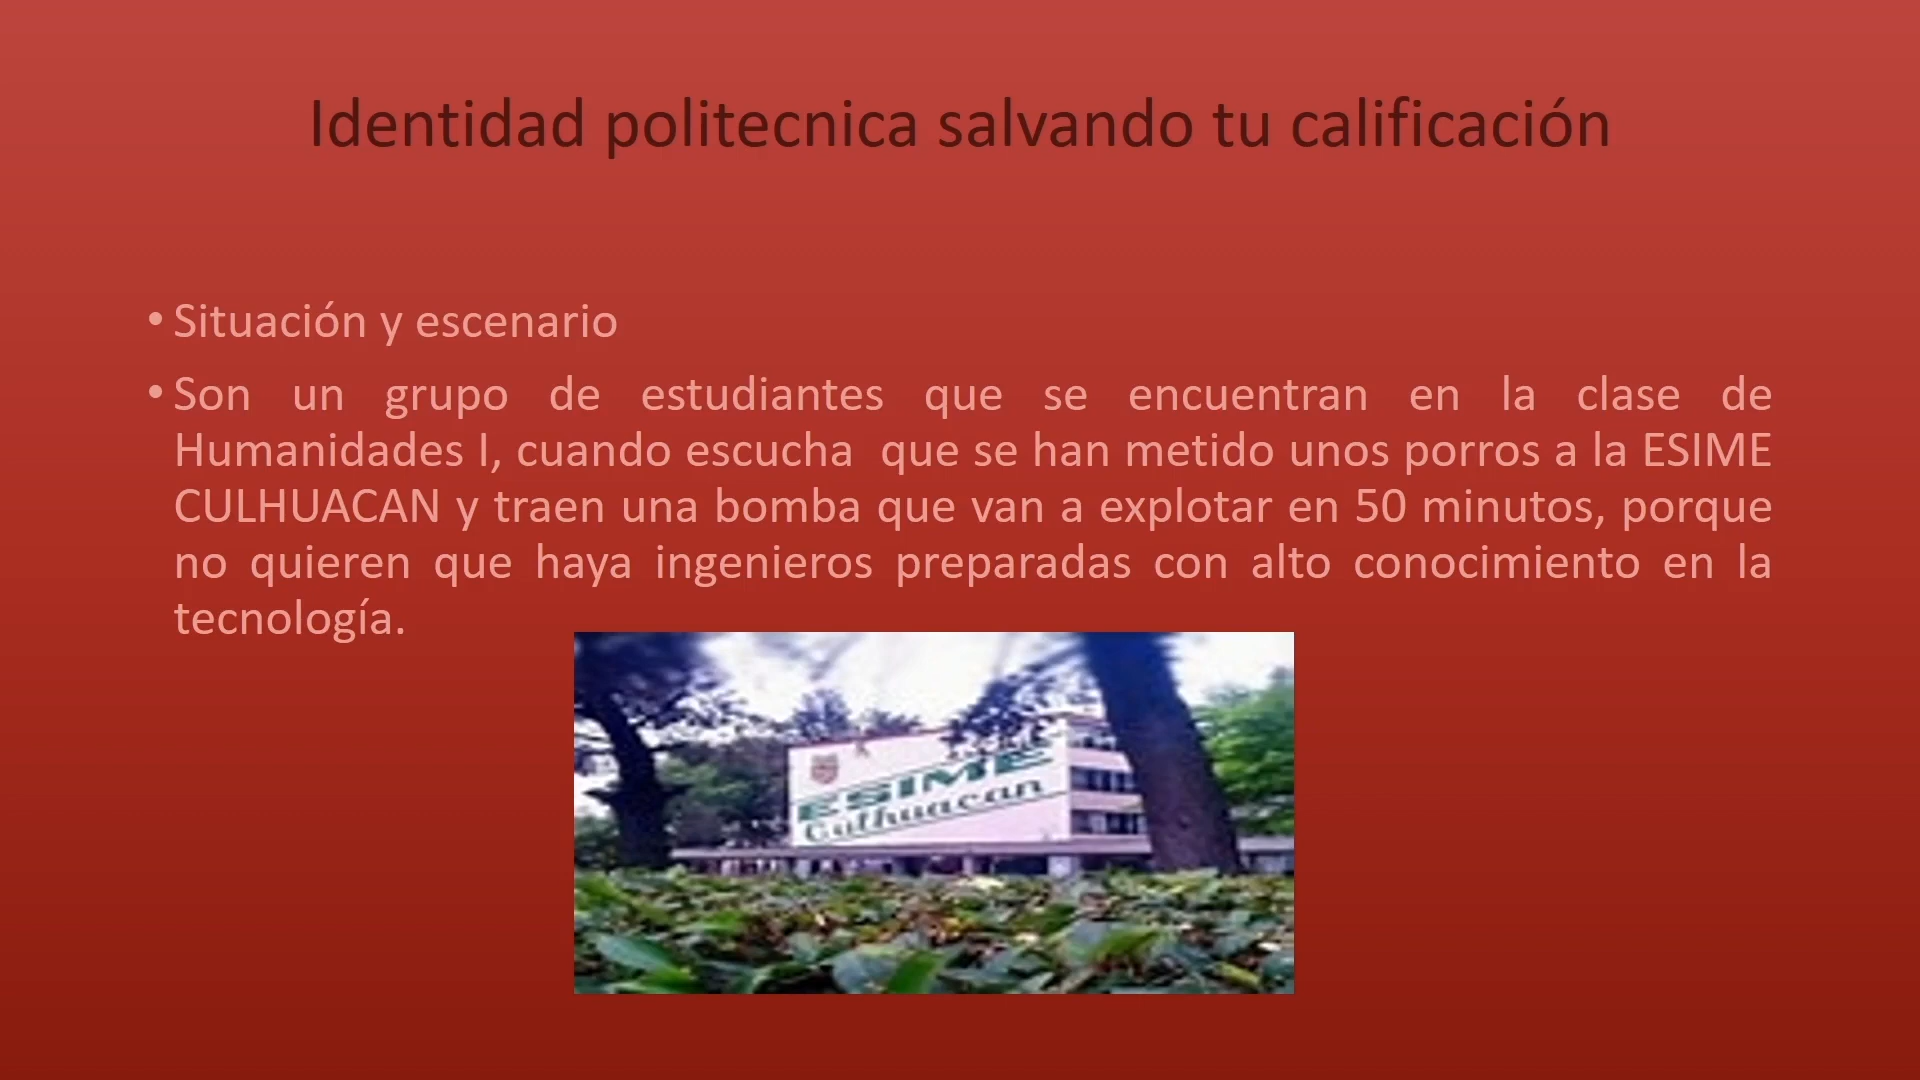 Identidad politecnica salvando tu calificación
• Situación y escenario
• Son un grupo de estudiantes que se encuentran en la clase de
Humanidades I, cuando escucha  que se han metido unos porros a la ESIME
CULHUACAN y traen una bomba que van a explotar en 50 minutos, porque
no quieren que haya ingenieros preparadas con alto conocimiento en la
tecnología.
ESIME
Culhuacan